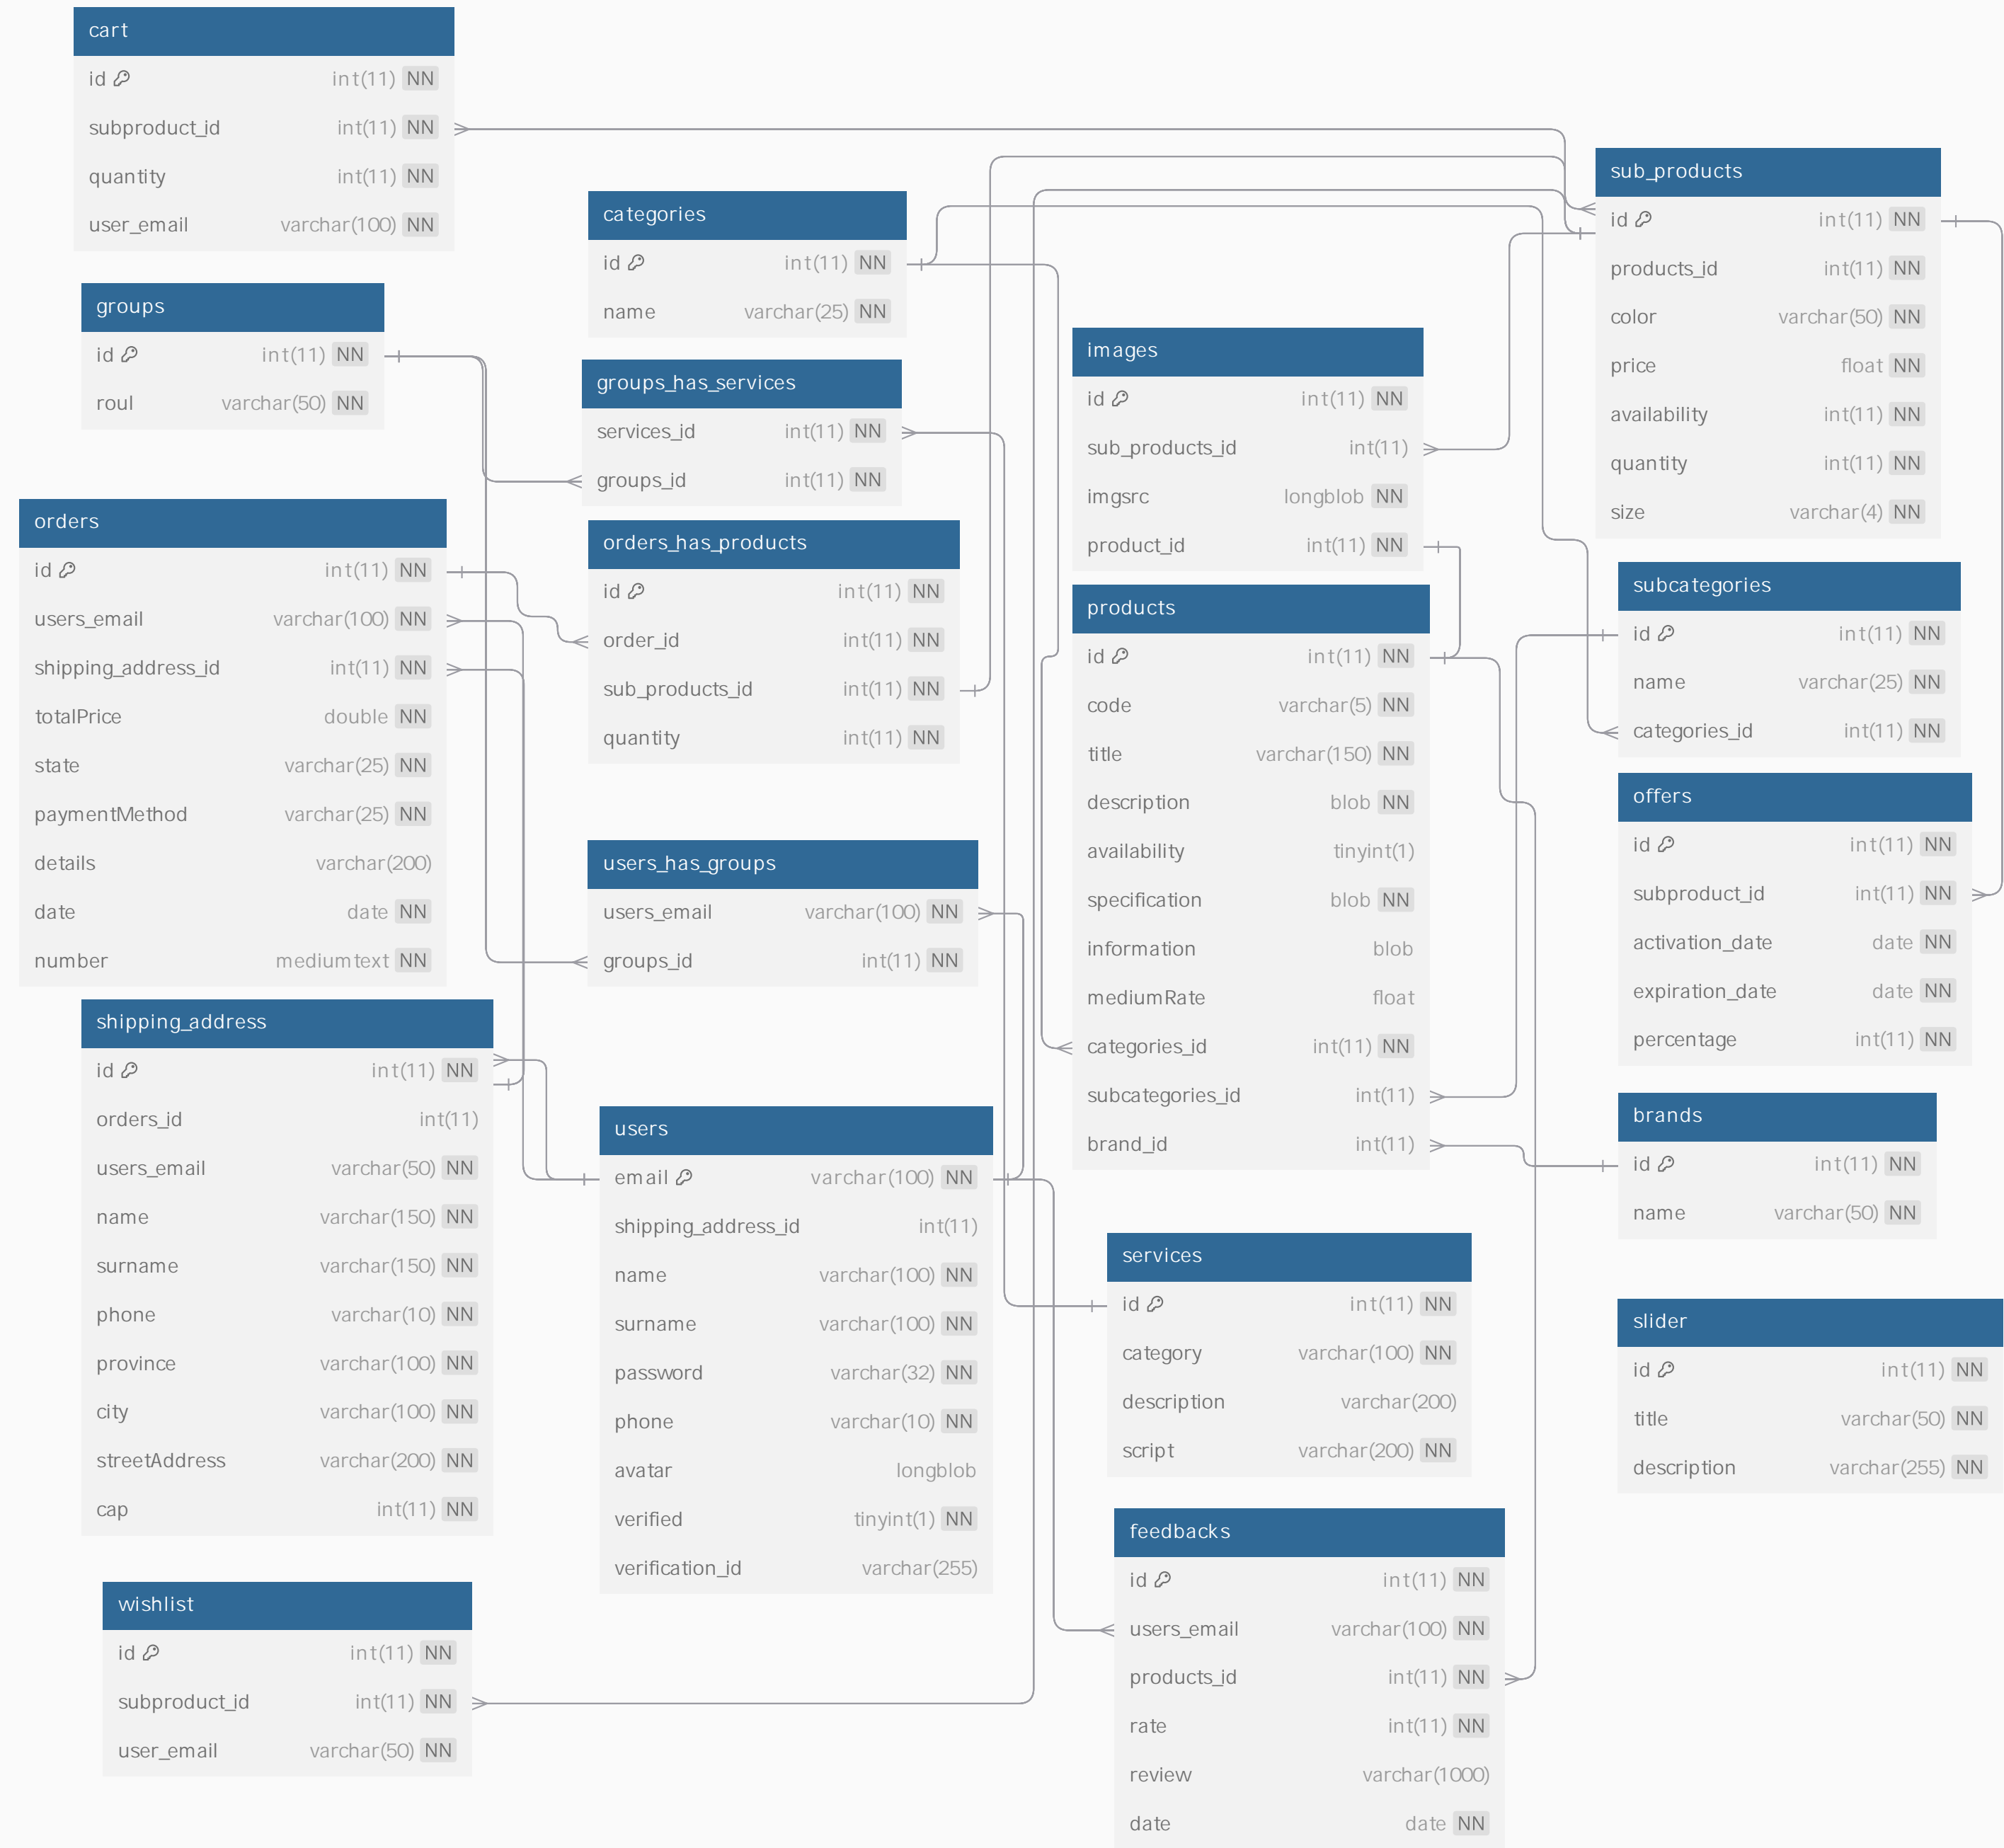 cart
id int(11) NN
subproduct_id int(11) NN
quantity int(11) NN
user_email varchar(100) NN
groups
id int(11) NN
roul varchar(50) NN
orders
id int(11) NN
users_email varchar(100) NN
shipping_address_id int(11) NN
totalPrice double NN
state varchar(25) NN
paymentMethod varchar(25) NN
details varchar(200)
date date NN
number mediumtext NN
shipping_address
id int(11) NN
orders_id int(11)
users_email varchar(50) NN
name varchar(150) NN
surname varchar(150) NN
phone varchar(10) NN
province varchar(100) NN
city varchar(100) NN
streetAddress varchar(200) NN
cap int(11) NN
wishlist
id int(11) NN
subproduct_id int(11) NN
user_email varchar(50) NN
categories
id int(11) NN
name varchar(25) NN
groups_has_services
services_id int(11) NN
groups_id int(11) NN
orders_has_products
id int(11) NN
order_id int(11) NN
sub_products_id int(11) NN
quantity int(11) NN
users_has_groups
users_email varchar(100) NN
groups_id int(11) NN
users
email varchar(100) NN
shipping_address_id int(11)
name varchar(100) NN
surname varchar(100) NN
password varchar(32) NN
phone varchar(10) NN
avatar longblob
verified tinyint(1) NN
verification_id varchar(255)
images
id int(11) NN
sub_products_id int(11)
imgsrc longblob NN
product_id int(11) NN
products
id int(11) NN
code varchar(5) NN
title varchar(150) NN
description blob NN
availability tinyint(1)
specification blob NN
information blob
mediumRate float
categories_id int(11) NN
subcategories_id int(11)
brand_id int(11)
services
id int(11) NN
category varchar(100) NN
description varchar(200)
script varchar(200) NN
feedbacks
id int(11) NN
users_email varchar(100) NN
products_id int(11) NN
rate int(11) NN
review varchar(1000)
date date NN
sub_products
id int(11) NN
products_id int(11) NN
color varchar(50) NN
price float NN
availability int(11) NN
quantity int(11) NN
size varchar(4) NN
subcategories
id int(11) NN
name varchar(25) NN
categories_id int(11) NN
offers
id int(11) NN
subproduct_id int(11) NN
activation_date date NN
expiration_date date NN
percentage int(11) NN
brands
id int(11) NN
name varchar(50) NN
slider
id int(11) NN
title varchar(50) NN
description varchar(255) NN